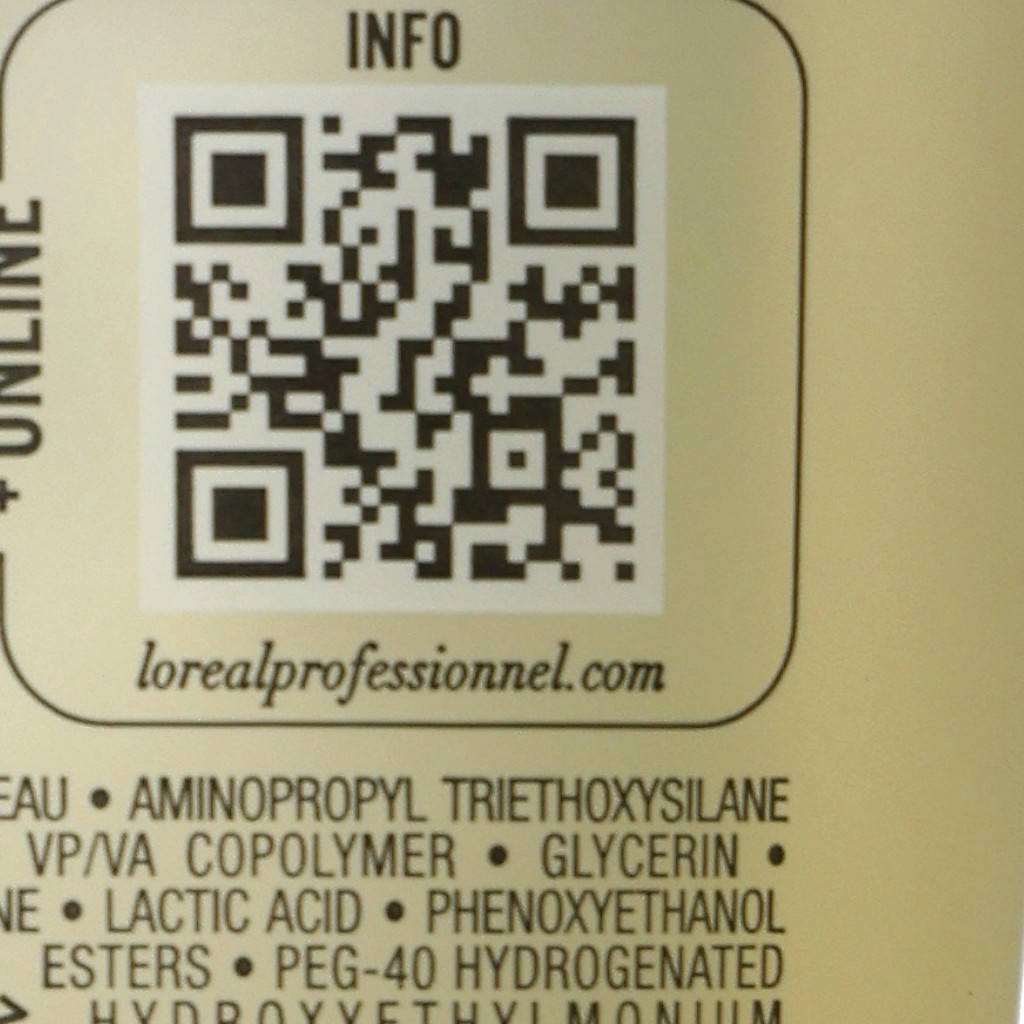 INFO
+ ONLINE
lorealprofessionnel.com
EAU • AMINOPROPYL TRIETHOXYSILANE
VP/VA COPOLYMER • GLYCERIN •
NE • LACTIC ACID • PHENOXYETHANOL
ESTERS • PEG-40 HYDROGENATED
HYDROXYETHYLMONIUM